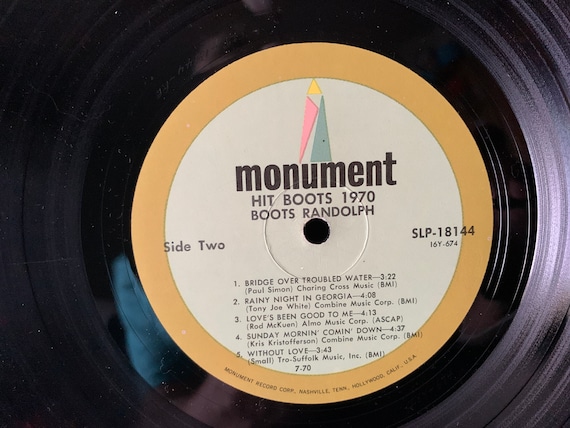 monument
HIT BOOTS 1970
BOOTS RANDOLPH
Side Two
SLP-18144
16Y-674
1. BRIDGE OVER TROUBLED WATER—3:22
(Paul Simon) Charing Cross Music (BMI)
2. RAINY NIGHT IN GEORGIA—4:08
(Tony Joe White) Combine Music Corp. (BMI)
3. LOVE'S BEEN GOOD TO ME—4:13
(Rod McKuen) Almo Music Corp. (ASCAP)
4. SUNDAY MORNIN' COMIN' DOWN—4:37
(Kris Kristofferson) Combine Music Corp. (BMI)
5. WITHOUT LOVE—3:43
(Small) Tro-Suffolk Music, Inc. (BMI)
7-70
MONUMENT RECORD CORP., NASHVILLE, TENN., HOLLYWOOD, CALIF., U.S.A.